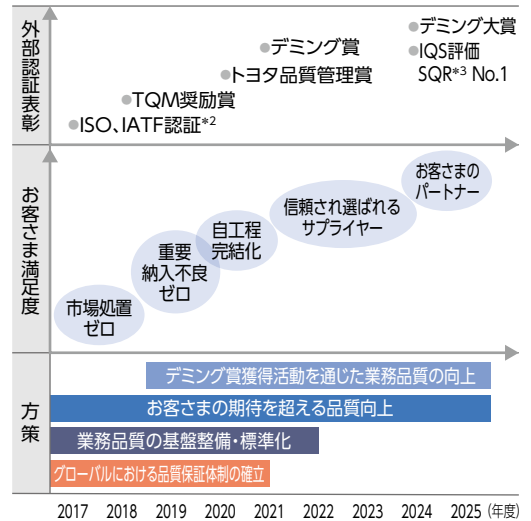 外部認証表彰
デミング大賞
IQS評価
SQR*3 No.1
デミング賞
トヨタ品質管理賞
TQM奨励賞
ISO、IATF認証*2
お客さま満足度
お客さまの
パートナー
信頼され選ばれる
サプライヤー
自工程
完結化
重要
納入不良
ゼロ
市場処置
ゼロ
方策
デミング賞獲得活動を通じた業務品質の向上
お客さまの期待を超える品質向上
業務品質の基盤整備・標準化
グローバルにおける品質保証体制の確立
2017 2018 2019 2020 2021 2022 2023 2024 2025 (年度)